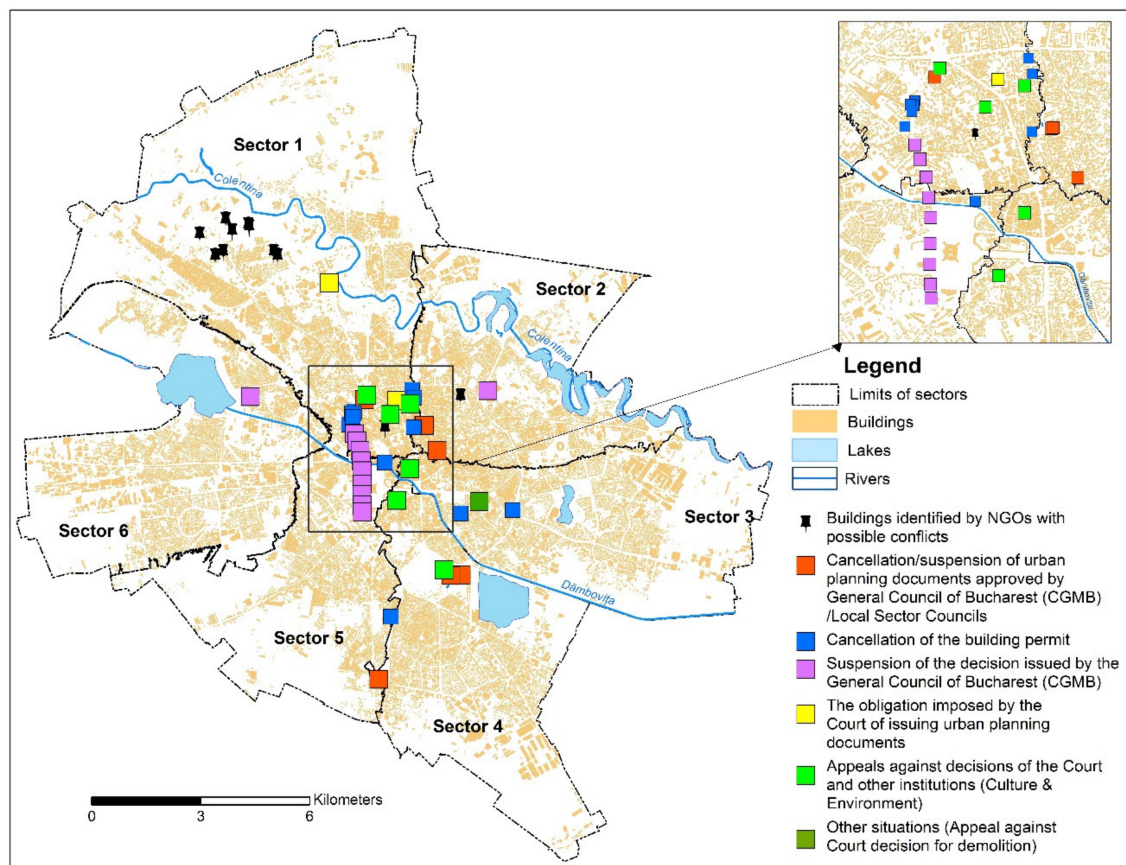 Sector 1
Colentina
Sector 2
Colentina
Sector 6
Sector 3
Dâmbovița
Sector 5
Sector 4
Kilometers
0 3 6
Dâmbovița
Legend
Limits of sectors
Buildings
Lakes
Rivers
Buildings identified by NGOs with
possible conflicts
Cancellation/suspension of urban
planning documents approved by
General Council of Bucharest (CGMB)
/Local Sector Councils
Cancellation of the building permit
Suspension of the decision issued by the
General Council of Bucharest (CGMB)
The obligation imposed by the
Court of issuing urban planning
documents
Appeals against decisions of the Court
and other institutions (Culture &
Environment)
Other situations (Appeal against
Court decision for demolition)